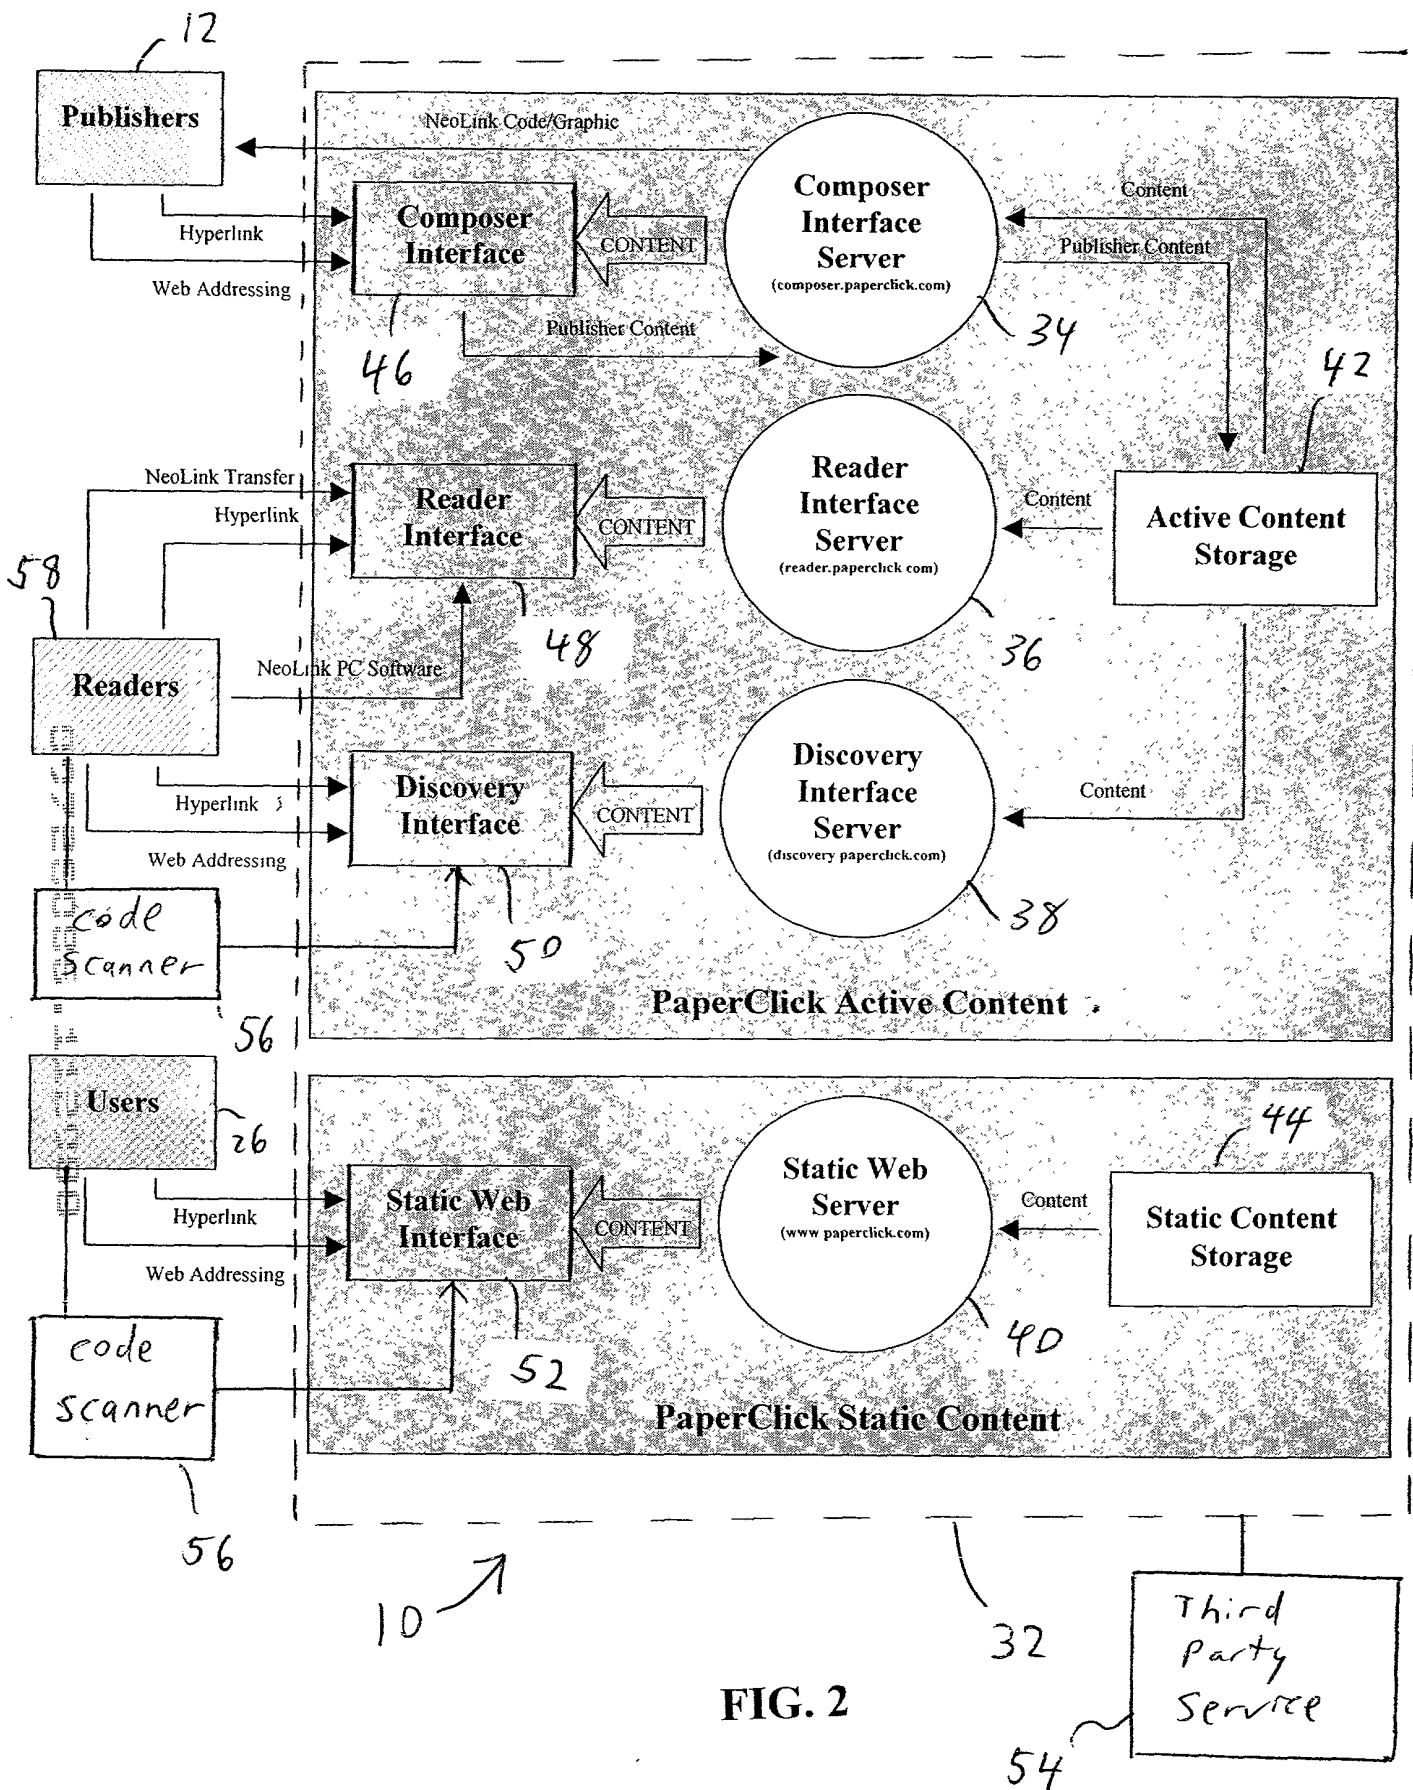 12
Publishers
NeoLink Code/Graphic
Composer
Interface
Server
(composer.paperclick.com)
Content
Publisher Content
Composer
Interface
CONTENT
Hyperlink
Web Addressing
Publisher Content
46
34
42
NeoLink Transfer
Hyperlink
Reader
Interface
CONTENT
Reader
Interface
Server
(reader.paperclick com)
Content
Active Content
Storage
58
48
36
Readers
NeoLink PC Software
Discovery
Interface
CONTENT
Discovery
Interface
Server
(discovery paperclick.com)
Content
Hyperlink
Web Addressing
38
50
code
scanner
56
PaperClick Active Content
Users
26
44
Static Web
Interface
CONTENT
Static Web
Server
(www paperclick.com)
Content
Static Content
Storage
Hyperlink
Web Addressing
40
52
code
scanner
PaperClick Static Content
56
10
32
Third
Party
Service
FIG. 2
54